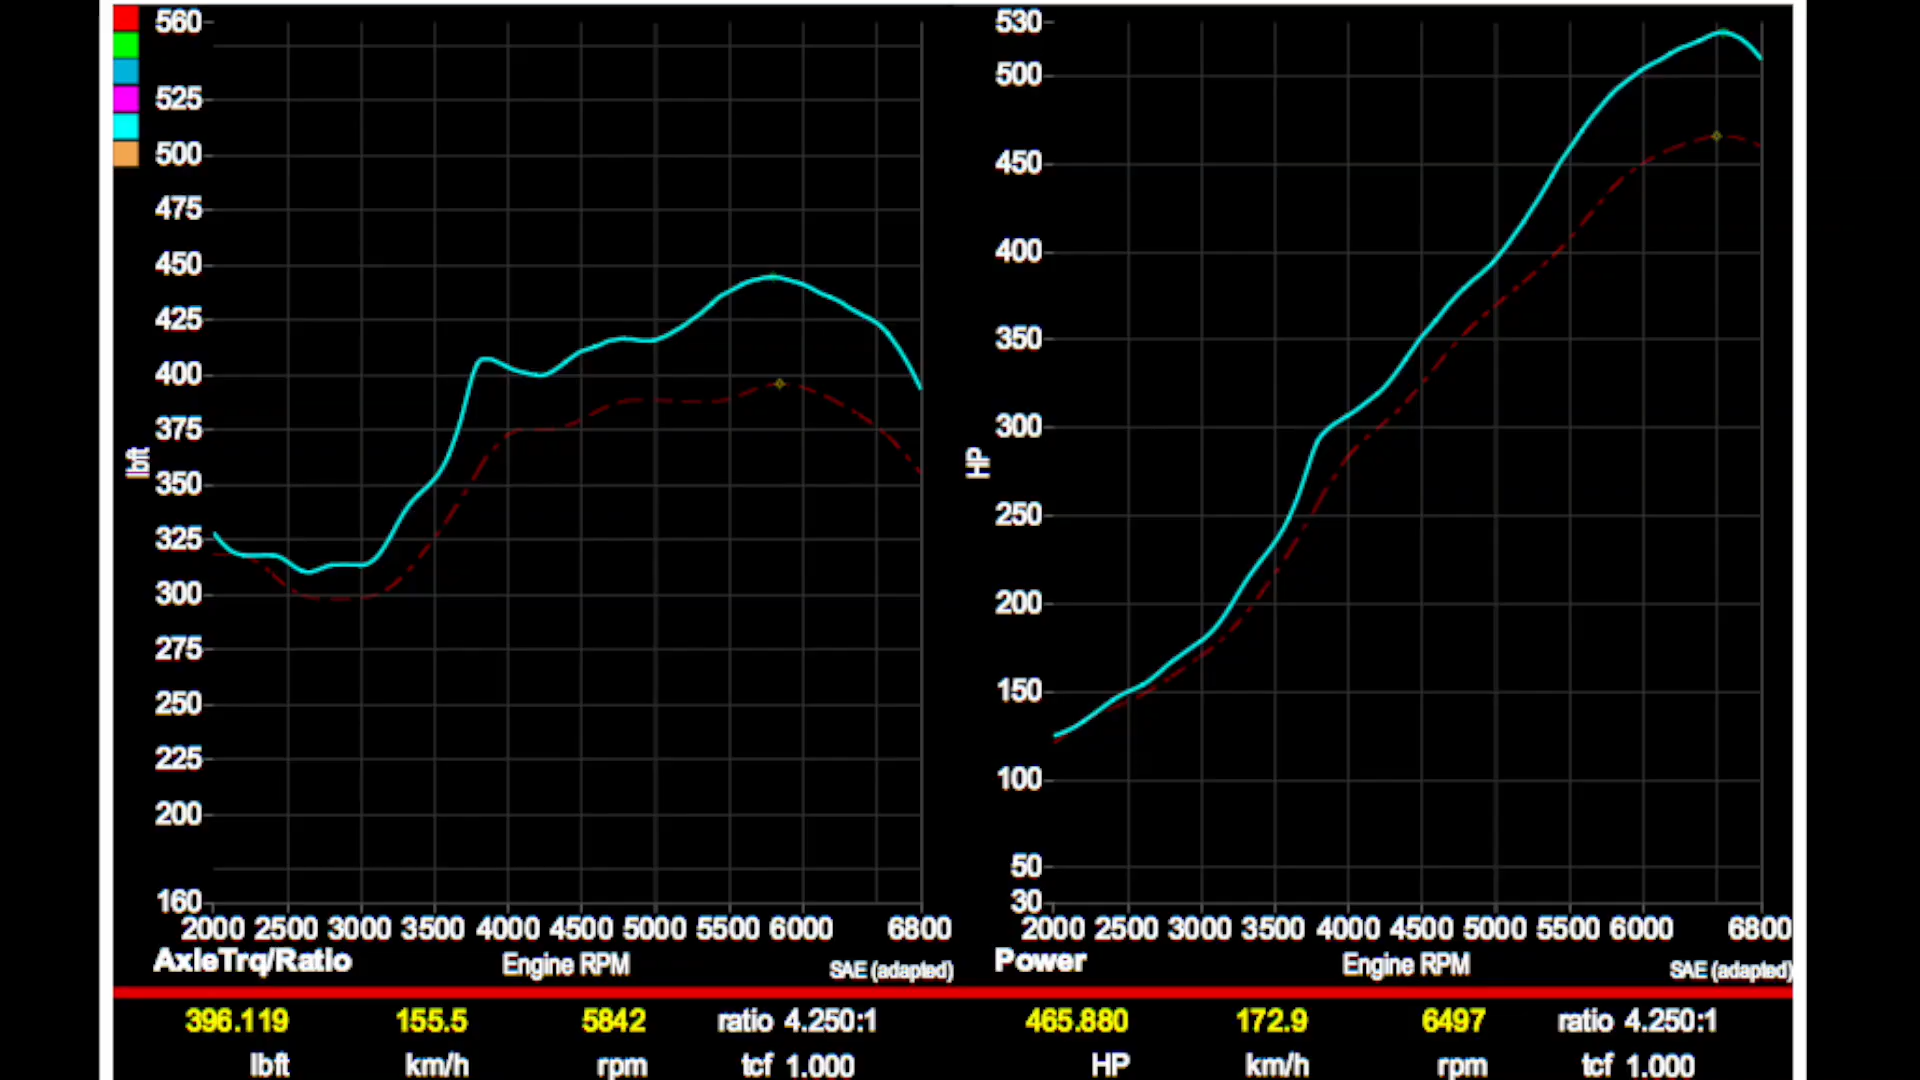 560
525
500
475
450
425
400
375
350
325
300
275
250
225
200
160
lbft
2000 2500 3000 3500 4000 4500 5000 5500 6000 6800
AxleTrq/Ratio Engine RPM SAE (adapted)
530
500
450
400
350
300
250
200
150
100
50
30
HP
2000 2500 3000 3500 4000 4500 5000 5500 6000 6800
Power Engine RPM SAE (adapted)
396.119 155.5 5842 ratio 4.250:1
lbft km/h rpm tcf 1.000
465.880 172.9 6497 ratio 4.250:1
HP km/h rpm tcf 1.000